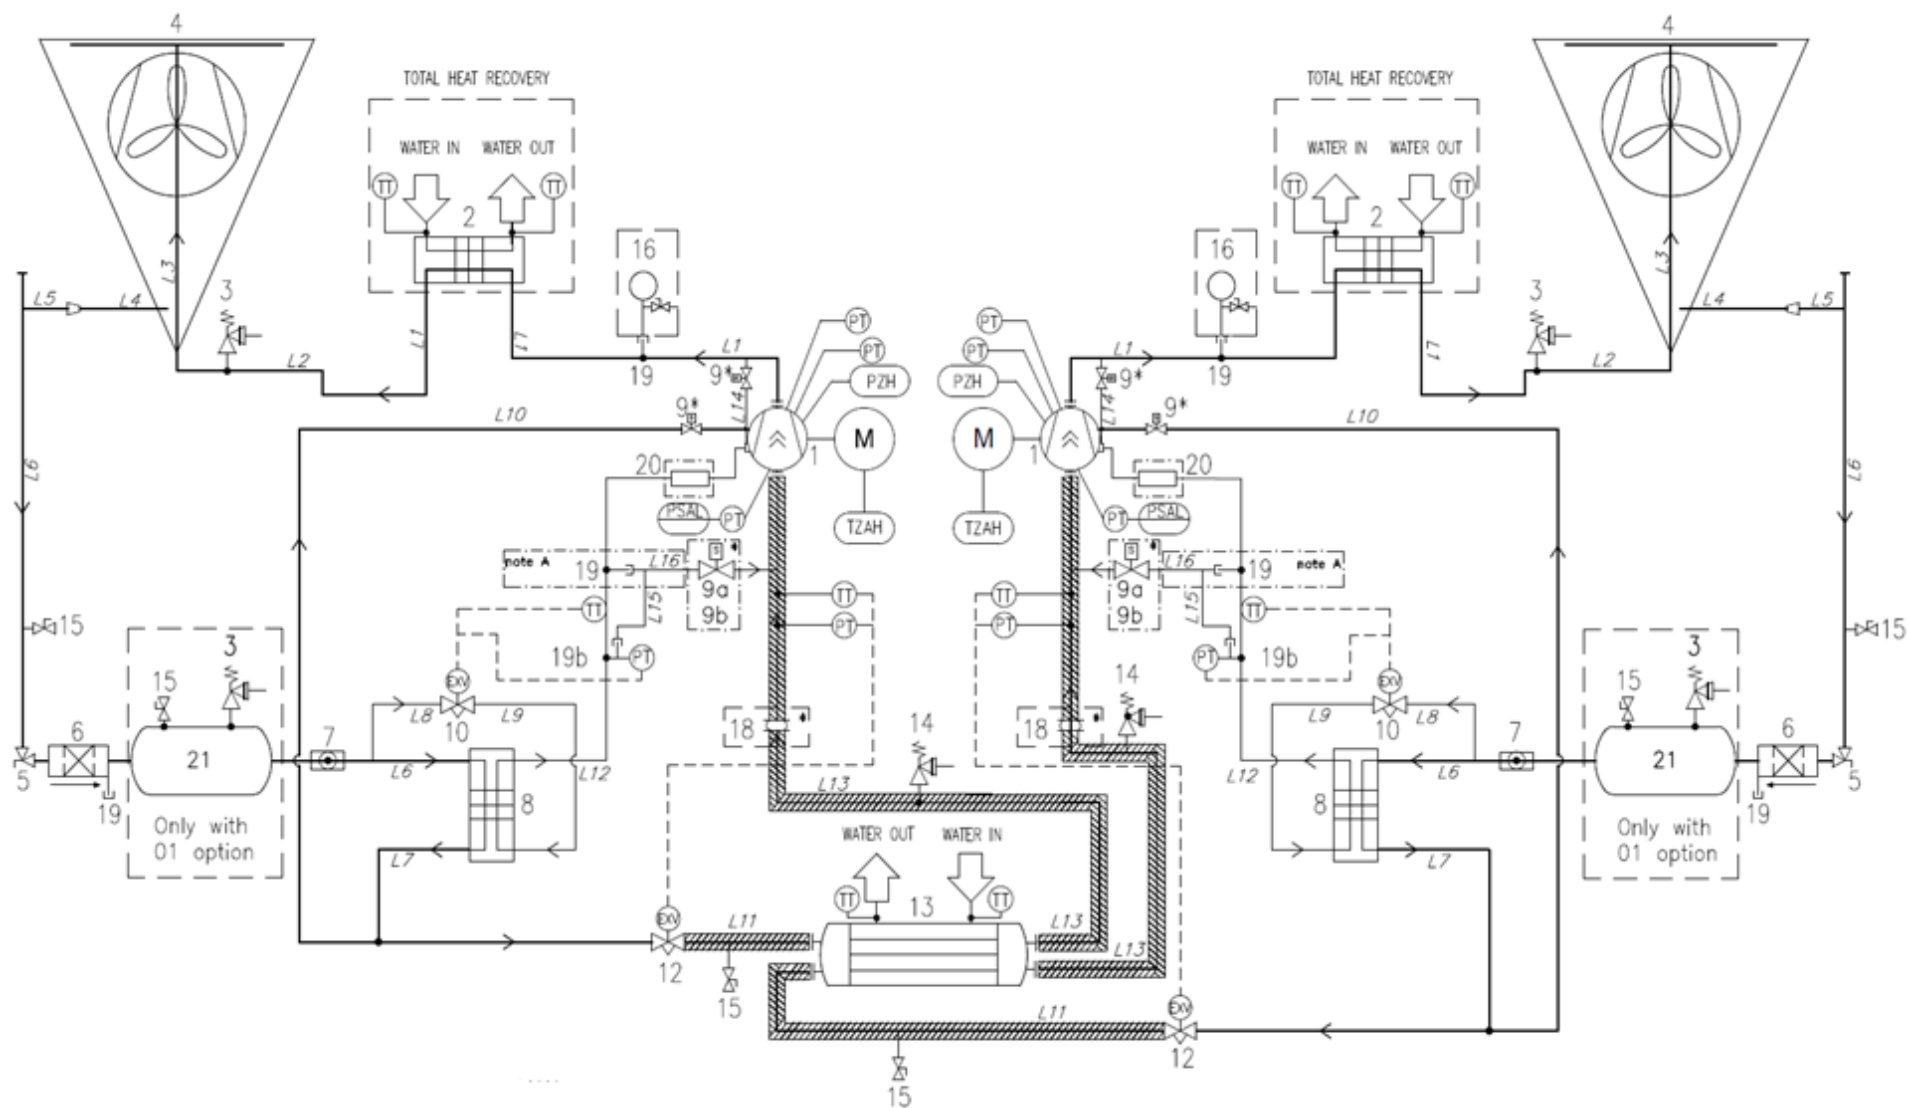 4
4
TOTAL HEAT RECOVERY
TOTAL HEAT RECOVERY
WATER IN WATER OUT
WATER IN WATER OUT
TT
TT
TT
TT
2
2
16
16
L3
L3
3
3
L5
L4
L4
L5
PT
PT
L1
L1
L1
L1
L1
L1
PT
PT
L2
L2
19
19
9*
9*
PZH
PZH
L14
L14
L10
9*
9*
L10
M
M
1
1
20
20
L6
L6
PSAL
PT
PT
PSAL
TZAH
TZAH
note A
19
L16
S
S
L16
19
note A
9a
9a
9b
9b
L15
L15
TT
TT
TT
TT
15
PT
PT
15
3
19b
PT
PT
19b
3
15
14
14
15
EXV
EXV
L8
L9
L9
L8
10
10
6
7
18
18
7
6
21
21
5
L6
L12
L12
L6
5
19
L13
19
8
8
Only with
Only with
O1 option
O1 option
WATER OUT WATER IN
L7
L7
TT
13
TT
EXV
L11
L13
L13
12
15
L11
EXV
12
15